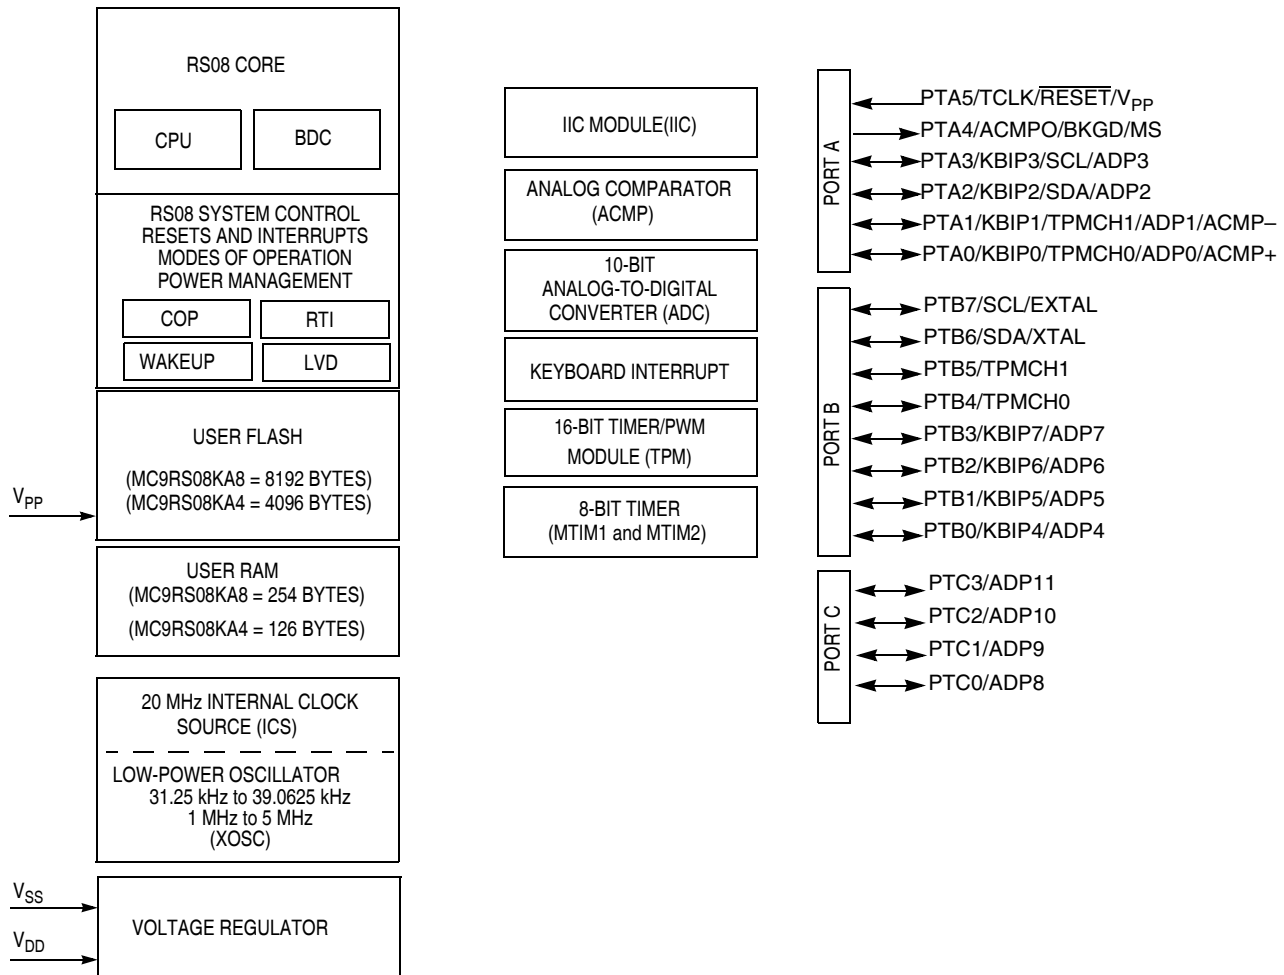 RS08 CORE
CPU
BDC
RS08 SYSTEM CONTROL
RESETS AND INTERRUPTS
MODES OF OPERATION
POWER MANAGEMENT
COP
RTI
WAKEUP
LVD
USER FLASH
(MC9RS08KA8 = 8192 BYTES)
(MC9RS08KA4 = 4096 BYTES)
VPP
USER RAM
(MC9RS08KA8 = 254 BYTES)
(MC9RS08KA4 = 126 BYTES)
20 MHz INTERNAL CLOCK
SOURCE (ICS)
LOW-POWER OSCILLATOR
31.25 kHz to 39.0625 kHz
1 MHz to 5 MHz
(XOSC)
VSS
VDD
VOLTAGE REGULATOR
IIC MODULE(IIC)
ANALOG COMPARATOR
(ACMP)
10-BIT
ANALOG-TO-DIGITAL
CONVERTER (ADC)
KEYBOARD INTERRUPT
16-BIT TIMER/PWM
MODULE (TPM)
8-BIT TIMER
(MTIM1 and MTIM2)
PORT A
PTA5/TCLK/RESET/VPP
PTA4/ACMPO/BKGD/MS
PTA3/KBIP3/SCL/ADP3
PTA2/KBIP2/SDA/ADP2
PTA1/KBIP1/TPMCH1/ADP1/ACMP–
PTA0/KBIP0/TPMCH0/ADP0/ACMP+
PORT B
PTB7/SCL/EXTAL
PTB6/SDA/XTAL
PTB5/TPMCH1
PTB4/TPMCH0
PTB3/KBIP7/ADP7
PTB2/KBIP6/ADP6
PTB1/KBIP5/ADP5
PTB0/KBIP4/ADP4
PORT C
PTC3/ADP11
PTC2/ADP10
PTC1/ADP9
PTC0/ADP8